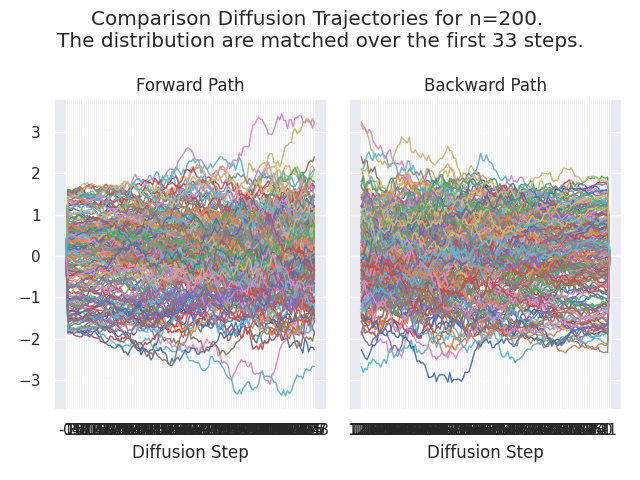 Comparison Diffusion Trajectories for n=200.
The distribution are matched over the first 33 steps.
Forward Path
Backward Path
3
2
1
0
−1
−2
−3
Diffusion Step
Diffusion Step